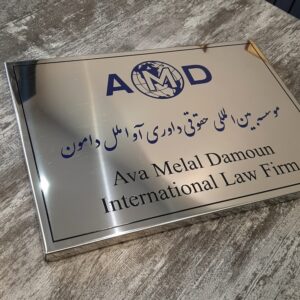 AMD
موسسه بین المللی حقوقی داوری آوا ملل دامون
Ava Melal Damoun
International Law Firm